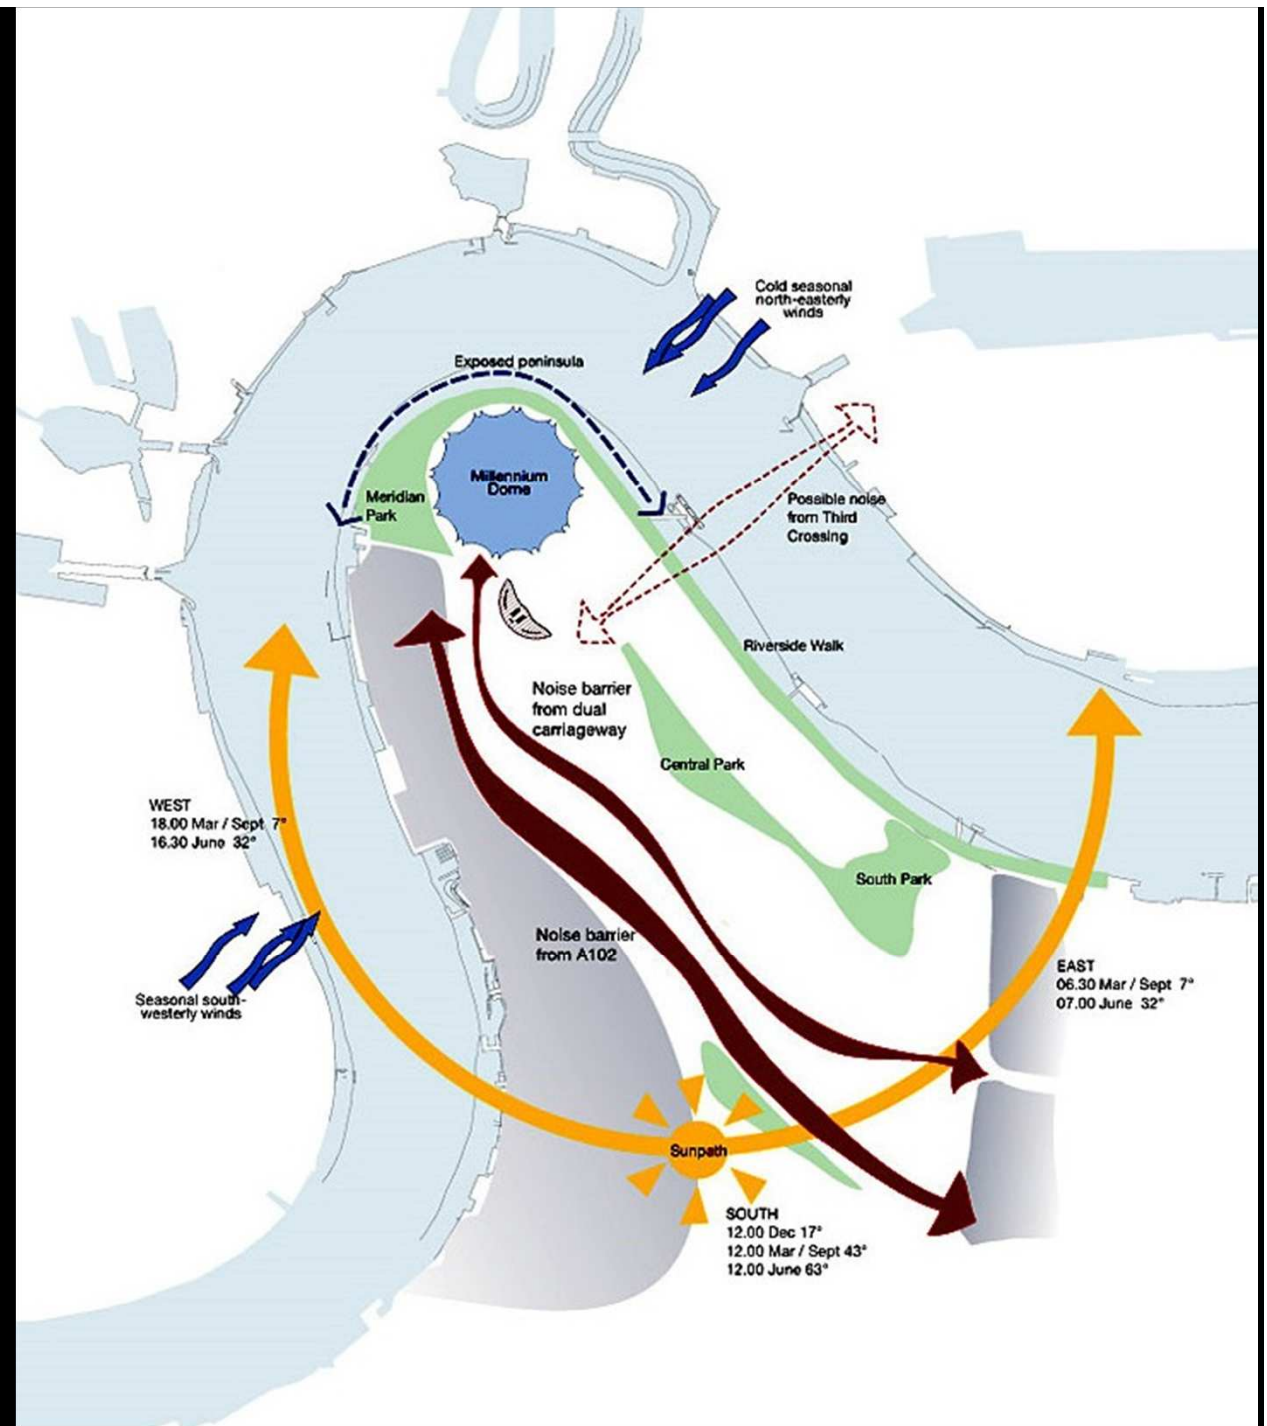 Cold seasonal
north-easterly
winds
Exposed peninsula
Millennium
Dome
Meridian
Park
Possible noise
from Third
Crossing
Riverside Walk
Noise barrier
from dual
carriageway
Central Park
WEST
18.00 Mar / Sept 7°
16.30 June 32°
South Park
Noise barrier
from A102
EAST
06.30 Mar / Sept 7°
07.00 June 32°
Seasonal south-
westerly winds
Sunpath
SOUTH
12.00 Dec 17°
12.00 Mar / Sept 43°
12.00 June 63°